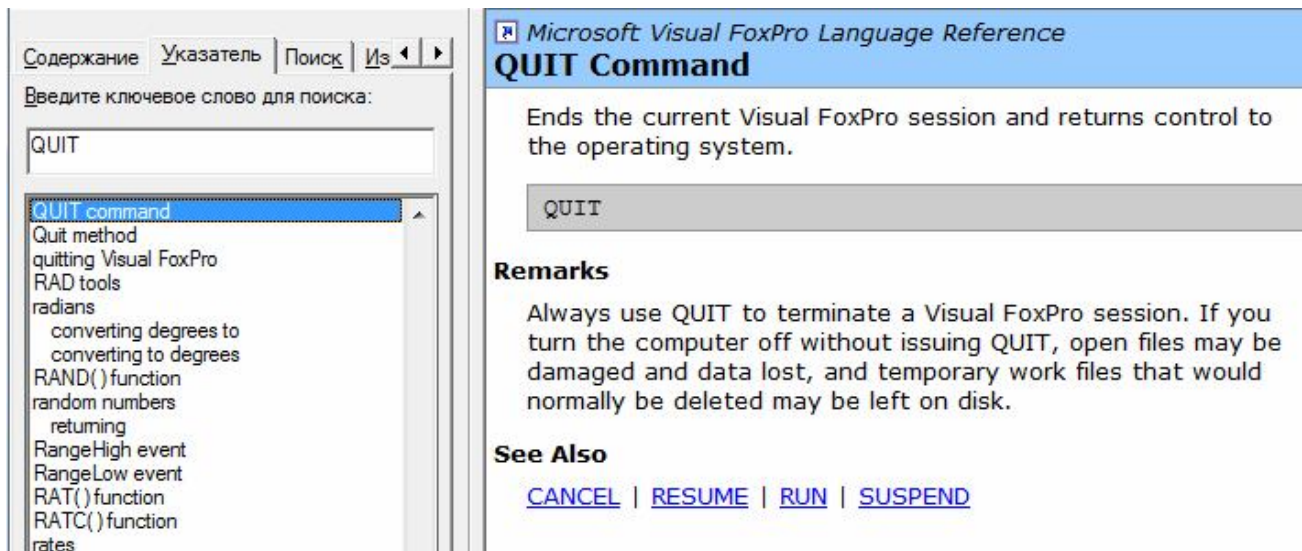 Содержание Указатель Поиск Из
Введите ключевое слово для поиска:
QUIT
QUIT command
Quit method
quitting Visual FoxPro
RAD tools
radians
converting degrees to
converting to degrees
RAND( ) function
random numbers
returning
RangeHigh event
RangeLow event
RAT( ) function
RATC( ) function
rates
Microsoft Visual FoxPro Language Reference
QUIT Command
Ends the current Visual FoxPro session and returns control to
the operating system.
QUIT
Remarks
Always use QUIT to terminate a Visual FoxPro session. If you
turn the computer off without issuing QUIT, open files may be
damaged and data lost, and temporary work files that would
normally be deleted may be left on disk.
See Also
CANCEL | RESUME | RUN | SUSPEND